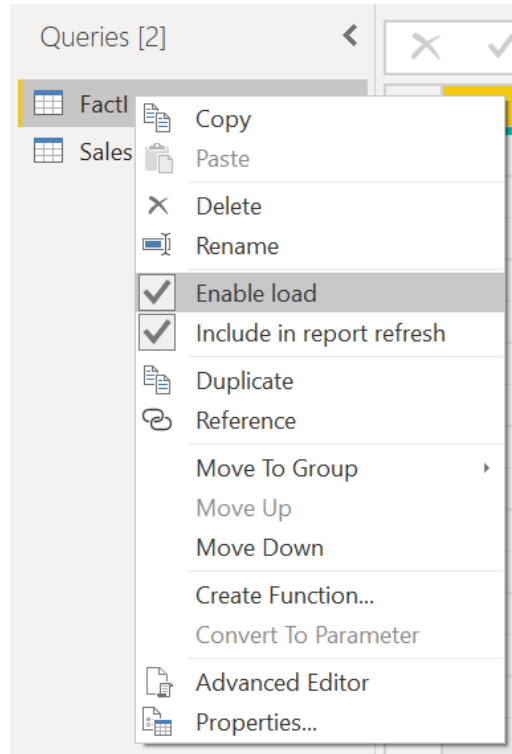 Queries [2]
FactI
Sales
Copy
Paste
Delete
Rename
Enable load
Include in report refresh
Duplicate
Reference
Move To Group
Move Up
Move Down
Create Function...
Convert To Parameter
Advanced Editor
Properties...